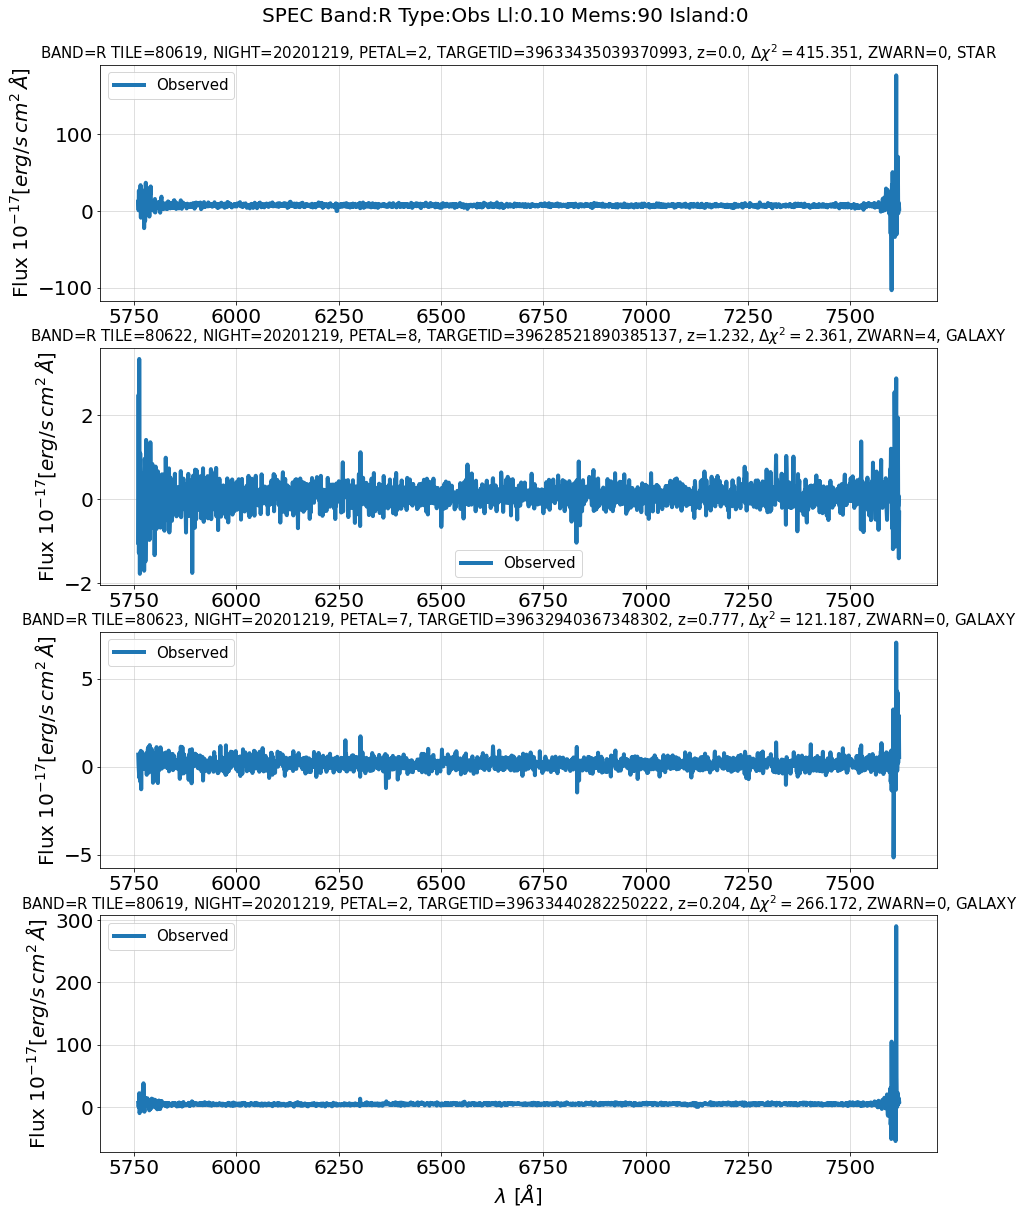 SPEC Band:R Type:Obs Ll:0.10 Mems:90 Island:0
BAND=R TILE=80619, NIGHT=20201219, PETAL=2, TARGETID=39633435039370993, z=0.0, Δχ² = 415.351, ZWARN=0, STAR
Flux 10⁻¹⁷[erg/s cm² Å]
Observed
100
0
−100
5750 6000 6250 6500 6750 7000 7250 7500
BAND=R TILE=80622, NIGHT=20201219, PETAL=8, TARGETID=39628521890385137, z=1.232, Δχ² = 2.361, ZWARN=4, GALAXY
Flux 10⁻¹⁷[erg/s cm² Å]
2
0
−2
Observed
5750 6000 6250 6500 6750 7000 7250 7500
BAND=R TILE=80623, NIGHT=20201219, PETAL=7, TARGETID=39632940367348302, z=0.777, Δχ² = 121.187, ZWARN=0, GALAXY
Flux 10⁻¹⁷[erg/s cm² Å]
Observed
5
0
−5
5750 6000 6250 6500 6750 7000 7250 7500
BAND=R TILE=80619, NIGHT=20201219, PETAL=2, TARGETID=39633440282250222, z=0.204, Δχ² = 266.172, ZWARN=0, GALAXY
Flux 10⁻¹⁷[erg/s cm² Å]
Observed
300
200
100
0
5750 6000 6250 6500 6750 7000 7250 7500
λ [Å]